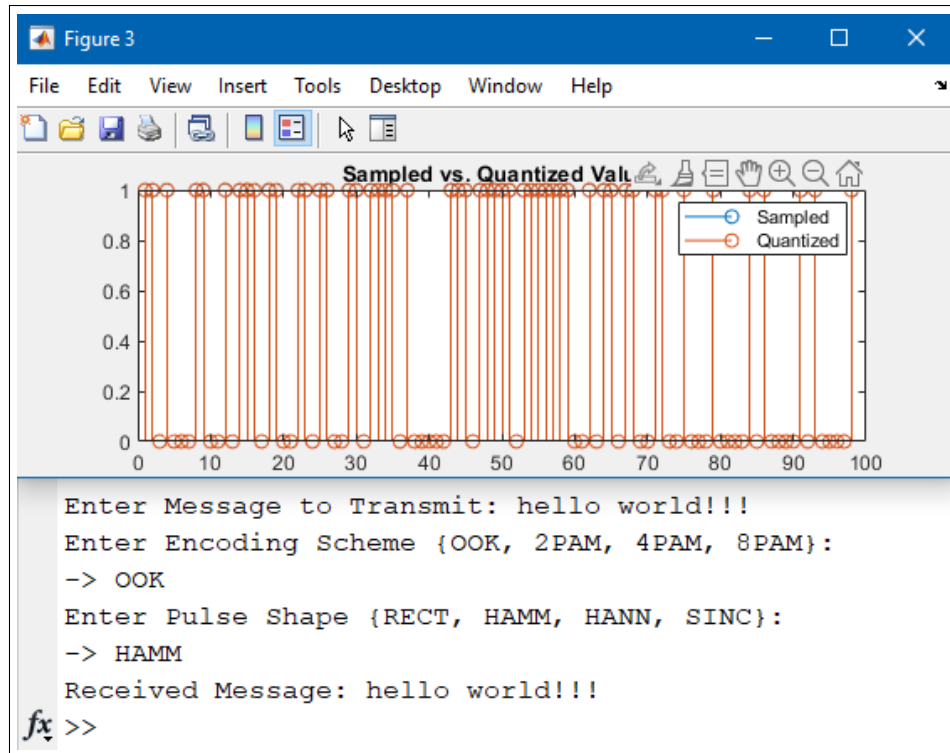 Figure 3
File Edit View Insert Tools Desktop Window Help
Sampled vs. Quantized Valu
1
0.8
0.6
0.4
0.2
0
Sampled
Quantized
0 10 20 30 40 50 60 70 80 90 100
Enter Message to Transmit: hello world!!!
Enter Encoding Scheme {OOK, 2PAM, 4PAM, 8PAM}:
-> OOK
Enter Pulse Shape {RECT, HAMM, HANN, SINC}:
-> HAMM
Received Message: hello world!!!
fx >>